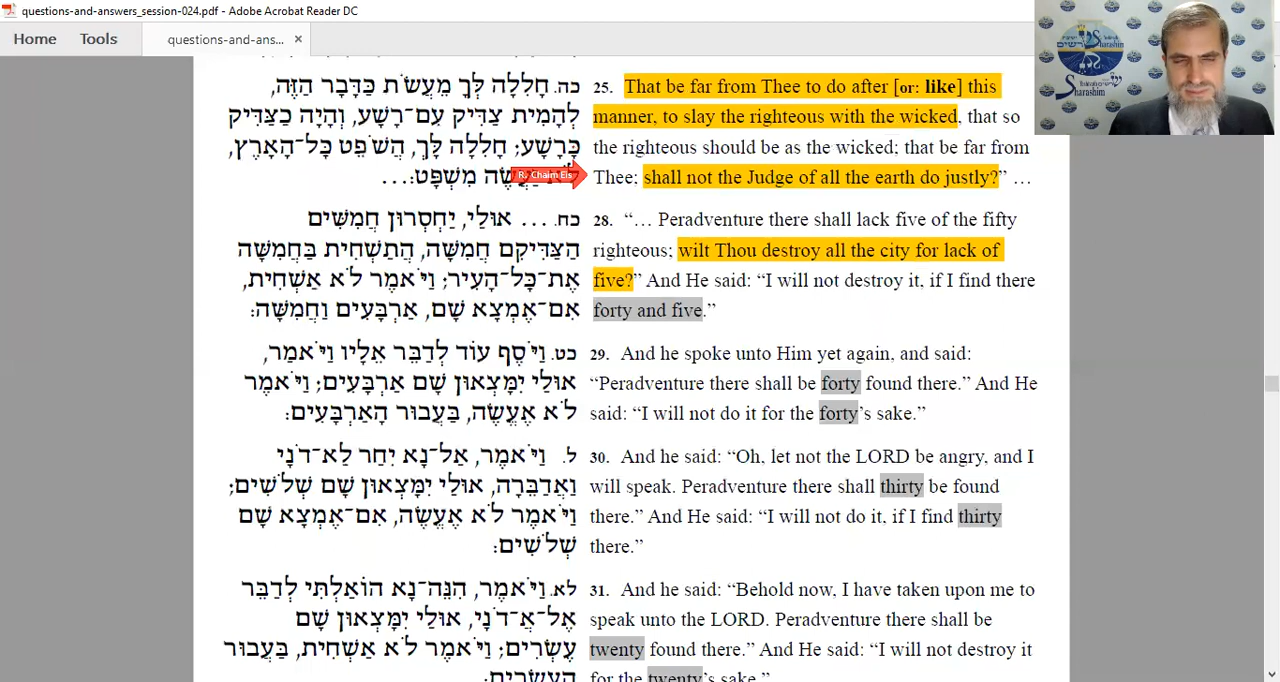 questions-and-answers_session-024.pdf - Adobe Acrobat Reader DC
Home Tools questions-and-ans... ×
Sharashim
כה. חָלִלָה לְּךָ מֵעֲשֹׂת כַּדָּבָר הַזֶּה,
לְהָמִית צַדִּיק עִם־רָשָׁע, וְהָיָה כַצַּדִּיק
כָּרָשָׁע; חָלִלָה לָּךְ, הֲשֹׁפֵט כָּל־הָאָרֶץ,
לֹא יַעֲשֶׂה מִשְׁפָּט:...
R. Chaim Els
25. That be far from Thee to do after [or: like] this
manner, to slay the righteous with the wicked, that so
the righteous should be as the wicked; that be far from
Thee; shall not the Judge of all the earth do justly?” …
כח. ... אוּלַי, יַחְסְרוּן חֲמִשִּׁים
הַצַּדִּיקִם חֲמִשָּׁה, הֲתַשְׁחִית בַּחֲמִשָּׁה
אֶת־כָּל־הָעִיר; וַיֹּאמֶר לֹא אַשְׁחִית,
אִם־אֶמְצָא שָׁם, אַרְבָּעִים וַחֲמִשָּׁה:
28. “… Peradventure there shall lack five of the fifty
righteous; wilt Thou destroy all the city for lack of
five?” And He said: “I will not destroy it, if I find there
forty and five.”
כט. וַיֹּסֶף עוֹד לְדַבֵּר אֵלָיו וַיֹּאמַר,
אוּלַי יִמָּצְאוּן שָׁם אַרְבָּעִים; וַיֹּאמֶר
לֹא אֶעֱשֶׂה, בַּעֲבוּר הָאַרְבָּעִים:
29. And he spoke unto Him yet again, and said:
“Peradventure there shall be forty found there.” And He
said: “I will not do it for the forty’s sake.”
ל. וַיֹּאמֶר, אַל־נָא יִחַר לַא־דֹנָי
וַאֲדַבֵּרָה, אוּלַי יִמָּצְאוּן שָׁם שְׁלֹשִׁים;
וַיֹּאמֶר לֹא אֶעֱשֶׂה, אִם־אֶמְצָא שָׁם
שְׁלֹשִׁים:
30. And he said: “Oh, let not the LORD be angry, and I
will speak. Peradventure there shall thirty be found
there.” And He said: “I will not do it, if I find thirty
there.”
לא. וַיֹּאמֶר, הִנֵּה־נָא הוֹאַלְתִּי לְדַבֵּר
אֶל־אֲ־דֹנָי, אוּלַי יִמָּצְאוּן שָׁם
עֶשְׂרִים; וַיֹּאמֶר לֹא אַשְׁחִית, בַּעֲבוּר
הָעֶשְׂרִים:
31. And he said: “Behold now, I have taken upon me to
speak unto the LORD. Peradventure there shall be
twenty found there.” And He said: “I will not destroy it
for the twenty’s sake.”